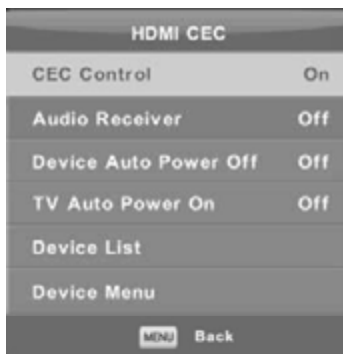 HDMI CEC
CEC Control On
Audio Receiver Off
Device Auto Power Off Off
TV Auto Power On Off
Device List
Device Menu
MENU Back